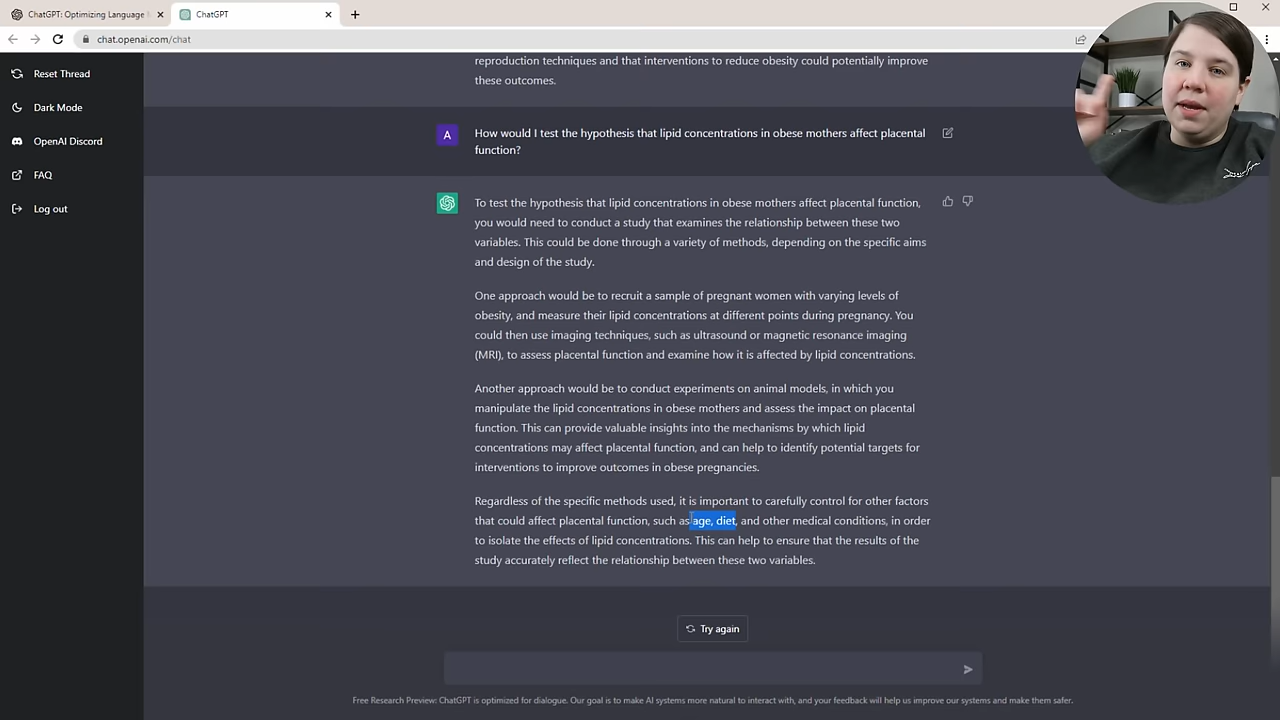 ChatGPT: Optimizing Language
ChatGPT
chat.openai.com/chat
Reset Thread
Dark Mode
OpenAI Discord
FAQ
Log out
reproduction techniques and that interventions to reduce obesity could potentially improve
these outcomes.
A
How would I test the hypothesis that lipid concentrations in obese mothers affect placental
function?
To test the hypothesis that lipid concentrations in obese mothers affect placental function,
you would need to conduct a study that examines the relationship between these two
variables. This could be done through a variety of methods, depending on the specific aims
and design of the study.
One approach would be to recruit a sample of pregnant women with varying levels of
obesity, and measure their lipid concentrations at different points during pregnancy. You
could then use imaging techniques, such as ultrasound or magnetic resonance imaging
(MRI), to assess placental function and examine how it is affected by lipid concentrations.
Another approach would be to conduct experiments on animal models, in which you
manipulate the lipid concentrations in obese mothers and assess the impact on placental
function. This can provide valuable insights into the mechanisms by which lipid
concentrations may affect placental function, and can help to identify potential targets for
interventions to improve outcomes in obese pregnancies.
Regardless of the specific methods used, it is important to carefully control for other factors
that could affect placental function, such as age, diet, and other medical conditions, in order
to isolate the effects of lipid concentrations. This can help to ensure that the results of the
study accurately reflect the relationship between these two variables.
Try again
Free Research Preview: ChatGPT is optimized for dialogue. Our goal is to make AI systems more natural to interact with, and your feedback will help us improve our systems and make them safer.